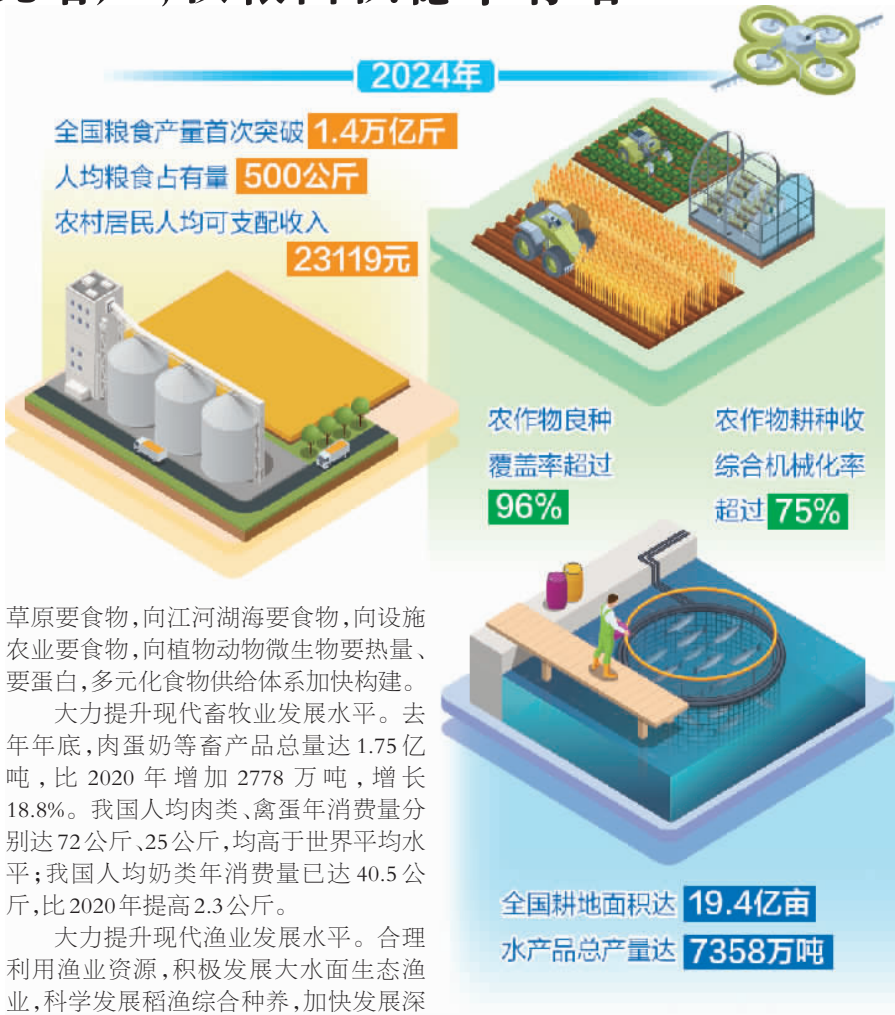 2024年
全国粮食产量首次突破 1.4万亿斤
人均粮食占有量 500公斤
农村居民人均可支配收入
23119元
农作物良种
覆盖率超过
96%
农作物耕种收
综合机械化率
超过 75%
草原要食物,向江河湖海要食物,向设施
农业要食物,向植物动物微生物要热量、
要蛋白,多元化食物供给体系加快构建。
大力提升现代畜牧业发展水平。去
年年底,肉蛋奶等畜产品总量达1.75亿
吨,比2020年增加2778万吨,增长
18.8%。我国人均肉类、禽蛋年消费量分
别达72公斤、25公斤,均高于世界平均水
平;我国人均奶类年消费量已达40.5公
斤,比2020年提高2.3公斤。
大力提升现代渔业发展水平。合理
利用渔业资源,积极发展大水面生态渔
业,科学发展稻渔综合种养,加快发展深
全国耕地面积达 19.4亿亩
水产品总产量达 7358万吨